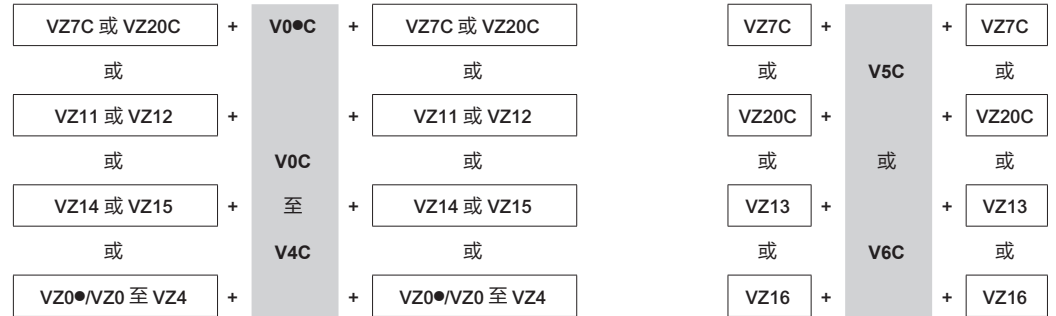 VZ7C 或 VZ20C + V0●C + VZ7C 或 VZ20C VZ7C + + VZ7C
或 或 或 V5C 或
VZ11 或 VZ12 + + VZ11 或 VZ12 VZ20C + + VZ20C
或 V0C 或 或 或 或
VZ14 或 VZ15 + 至 + VZ14 或 VZ15 VZ13 + + VZ13
或 V4C 或 或 V6C 或
VZ0●/VZ0 至 VZ4 + + VZ0●/VZ0 至 VZ4 VZ16 + + VZ16